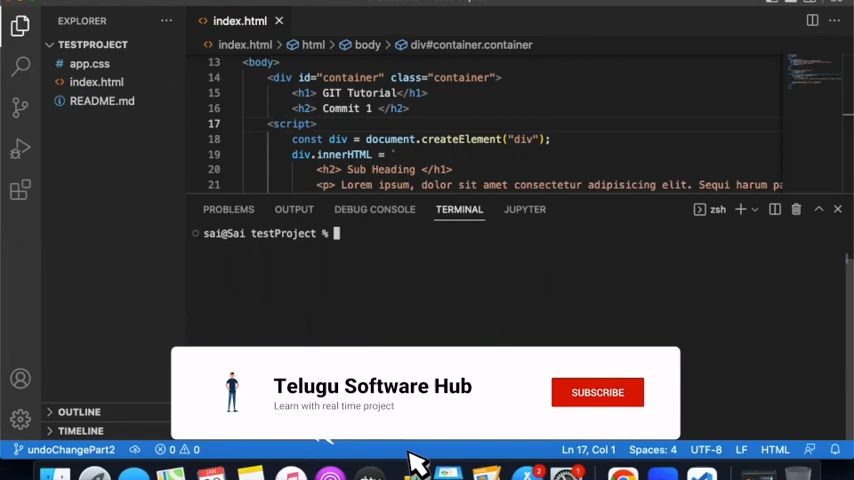 EXPLORER
TESTPROJECT
app.css
index.html
README.md
OUTLINE
TIMELINE
index.html
index.html > html > body > div#container.container
13 <body>
14 <div id="container" class="container">
15 <h1> GIT Tutorial</h1>
16 <h2> Commit 1 </h2>
17 <script>
18 const div = document.createElement("div");
19 div.innerHTML = `
20 <h2> Sub Heading </h1>
21 <p> Lorem ipsum, dolor sit amet consectetur adipisicing elit. Sequi harum pa
PROBLEMS OUTPUT DEBUG CONSOLE TERMINAL JUPYTER zsh
sai@Sai testProject %
Telugu Software Hub
Learn with real time project
SUBSCRIBE
undoChangePart2 0 0 Ln 17, Col 1 Spaces: 4 UTF-8 LF HTML
2 1